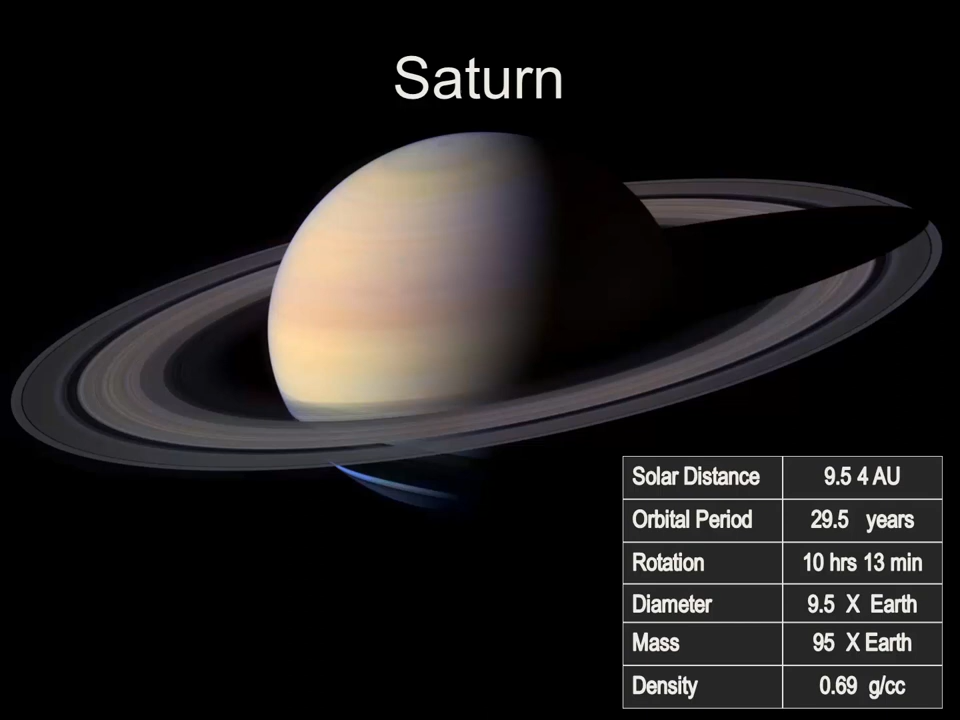 Saturn
Solar Distance 9.5 4 AU
Orbital Period 29.5 years
Rotation 10 hrs 13 min
Diameter 9.5 X Earth
Mass 95 X Earth
Density 0.69 g/cc